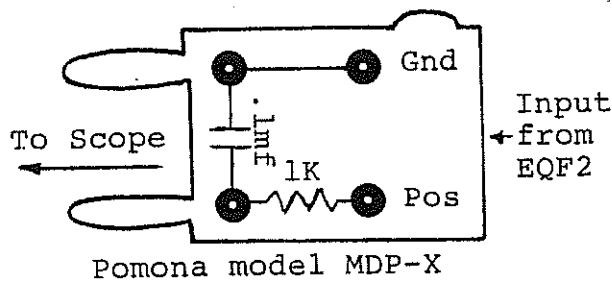 Gnd
.1mf
1K
Pos
To Scope
Input
from
EQF2
Pomona model MDP-X